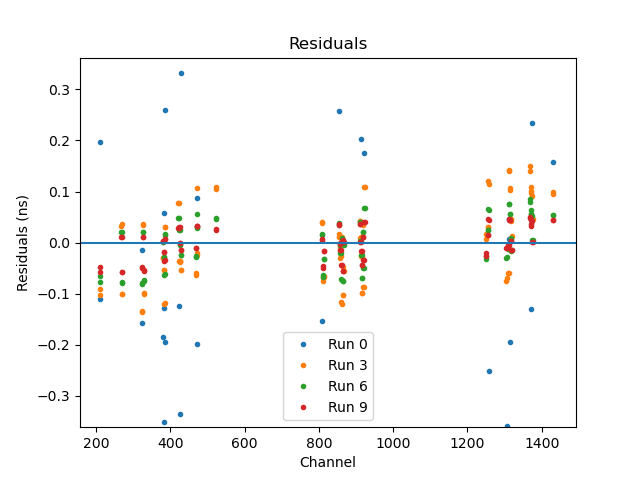 Residuals
0.3
0.2
0.1
0.0
−0.1
−0.2
−0.3
Residuals (ns)
Run 0
Run 3
Run 6
Run 9
200 400 600 800 1000 1200 1400
Channel